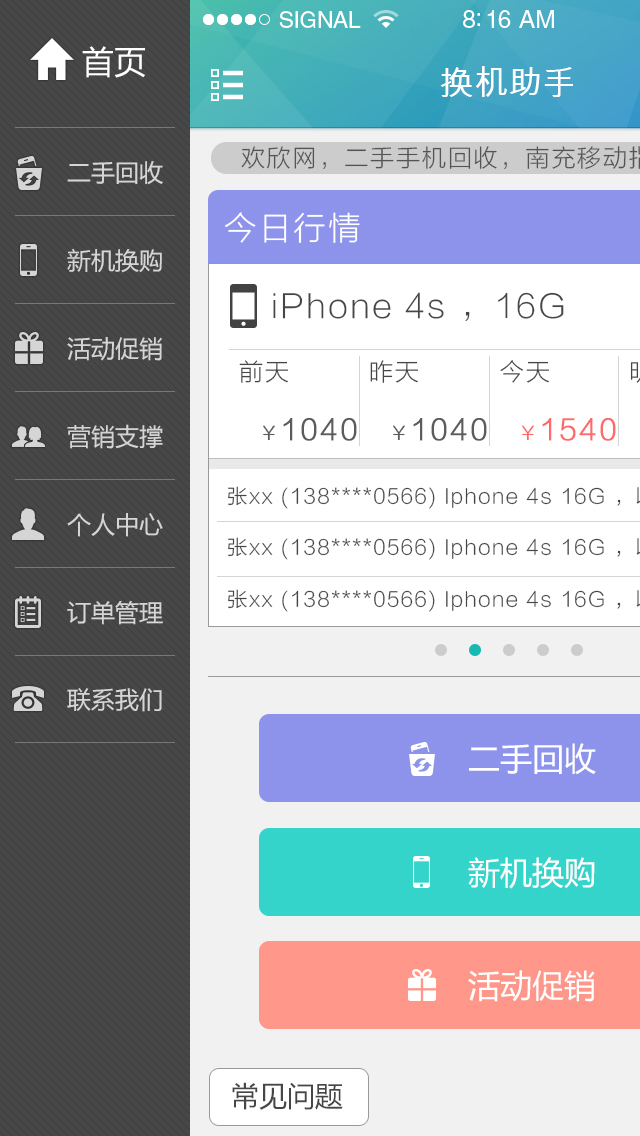 首页
二手回收
新机换购
活动促销
营销支撑
个人中心
订单管理
联系我们
SIGNAL 8:16 AM
换机助手
欢欣网，二手手机回收，南充移动
今日行情
iPhone 4s ，16G
前天 昨天 今天
￥1040 ￥1040 ￥1540
张xx (138****0566) Iphone 4s 16G ，
张xx (138****0566) Iphone 4s 16G ，
张xx (138****0566) Iphone 4s 16G ，
二手回收
新机换购
活动促销
常见问题